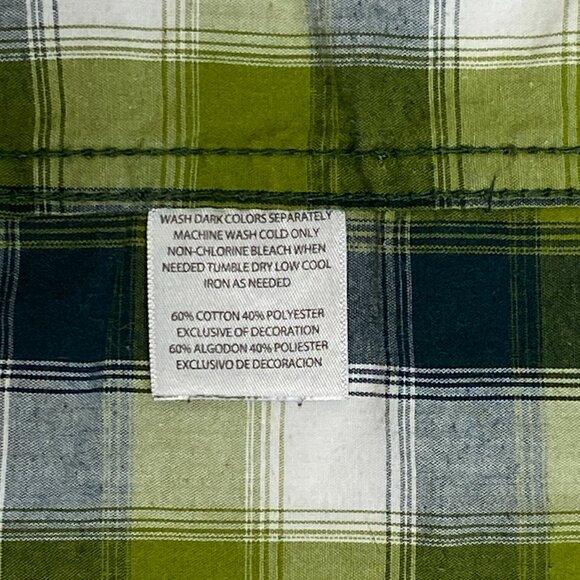 WASH DARK COLORS SEPARATELY
MACHINE WASH COLD ONLY
NON-CHLORINE BLEACH WHEN
NEEDED TUMBLE DRY LOW COOL
IRON AS NEEDED
60% COTTON 40% POLYESTER
EXCLUSIVE OF DECORATION
60% ALGODON 40% POLIESTER
EXCLUSIVO DE DECORACION